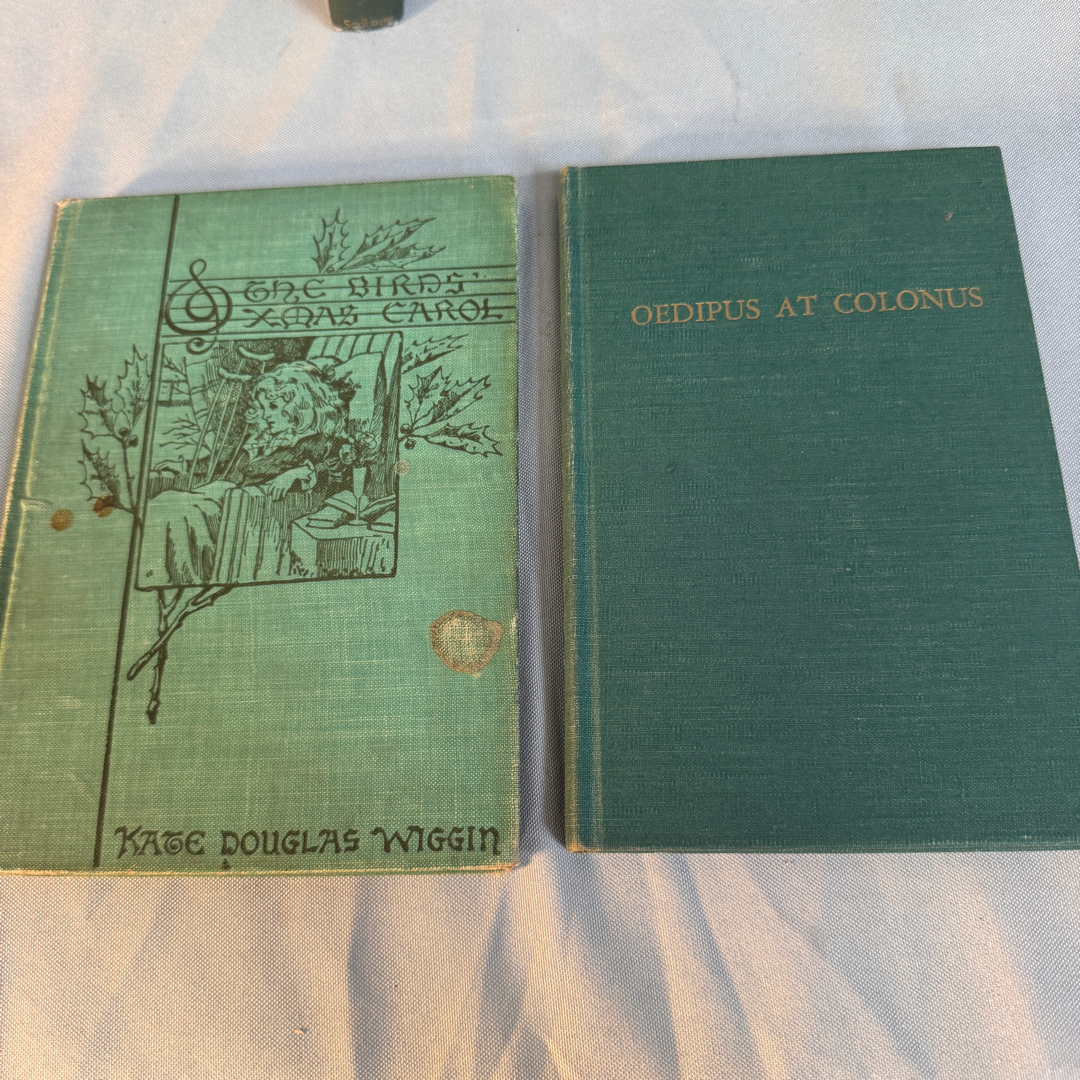 THE BIRDS'
XMAS CAROL
KATE DOUGLAS WIGGIN
OEDIPUS AT COLONUS